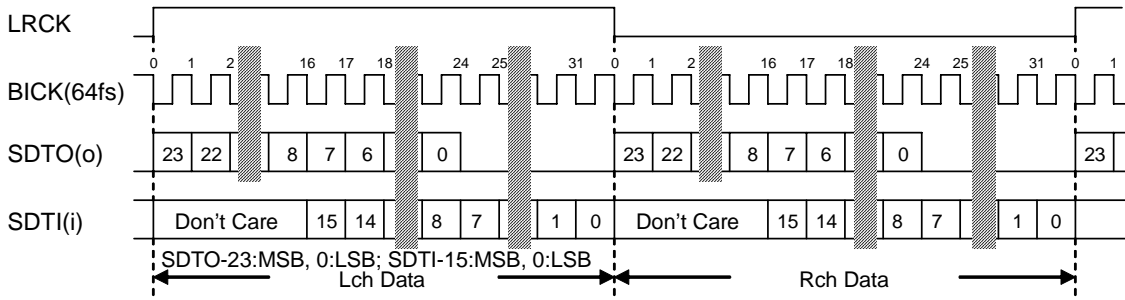 LRCK
0 1 2 16 17 18 24 25 31 0 1 2 16 17 18 24 25 31 0 1
BICK(64fs)
SDTO(o) 23 22 8 7 6 0 23 22 8 7 6 0 23
SDTI(i) Don't Care 15 14 8 7 1 0 Don't Care 15 14 8 7 1 0
SDTO-23:MSB, 0:LSB; SDTI-15:MSB, 0:LSB
Lch Data Rch Data